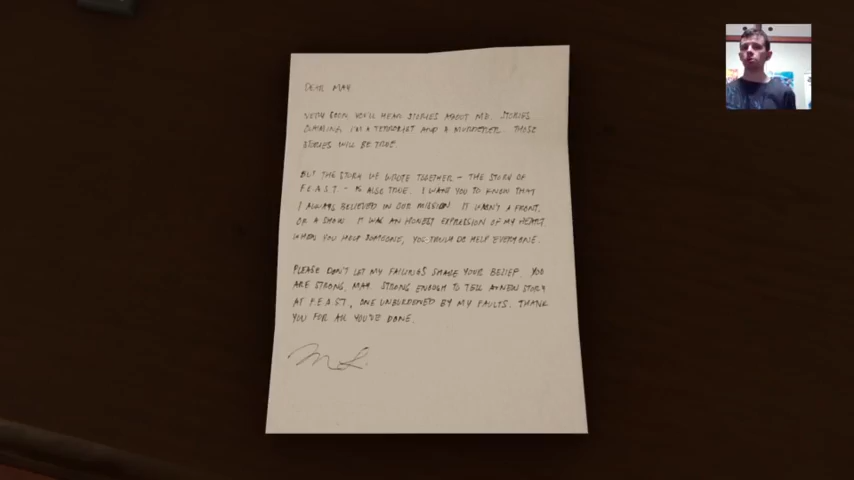 DEAR MAY
VERY SOON YOU'LL HEAR STORIES ABOUT ME. STORIES
CLAIMING I'M A TERRORIST AND A MURDERER. THOSE
STORIES WILL BE TRUE
BUT THE STORY WE WROTE TOGETHER - THE STORY OF
F.E.A.S.T. - IS ALSO TRUE. I WANT YOU TO KNOW THAT
I ALWAYS BELIEVED IN OUR MISSION. IT WASN'T A FRONT,
OR A SHOW. IT WAS AN HONEST EXPRESSION OF MY HEART.
WHEN YOU HELP SOMEONE, YOU HELP EVERYONE.
PLEASE DON'T LET MY FAILINGS SHAKE YOUR BELIEF. YOU
ARE STRONG, MAY. STRONG ENOUGH TO TELL A NEW STORY
AT F.E.A.S.T., ONE UNBURDENED BY MY FAULTS. THANK
YOU FOR ALL YOU'VE DONE.